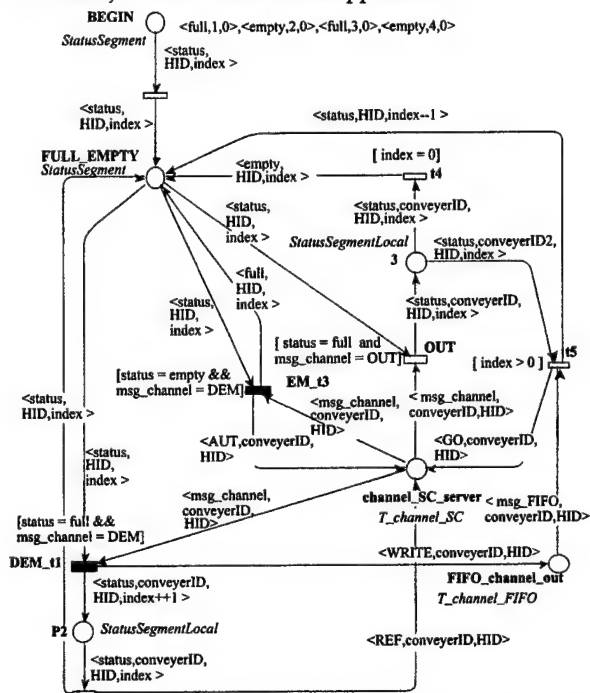 BEGIN
StatusSegment
<full,1,0>,<empty,2,0>,<full,3,0>,<empty,4,0>
<status,
HID,index >
<status,
HID,index >
<status,HID,index--1 >
FULL_EMPTY
StatusSegment
<empty,
HID,index >
[ index = 0]
t4
<status,
HID,
index >
<status,conveyerID,
HID,index >
StatusSegmentLocal
3
<status,conveyerID2,
HID,index >
<full,
HID,
index >
<status,
HID,
index >
<status,conveyerID,
HID,index >
[ status = full and
msg_channel = OUT]
OUT
t5
[ index > 0 ]
[status = empty &&
msg_channel = DEM]
EM_t3
<status,
HID,index >
<msg_channel,
conveyerID,
HID>
< msg_channel,
conveyerID,HID>
<AUT,conveyerID,
HID>
<GO,conveyerID,
HID>
<status,
HID,
index >
<msg_channel,
conveyerID,
HID>
channel_SC_server
T_channel_SC
< msg_FIFO,
conveyerID,HID>
[status = full &&
msg_channel = DEM]
DEM_t1
<WRITE,conveyerID,HID>
FIFO_channel_out
T_channel_FIFO
<status,conveyerID,
HID,index++1 >
P2
StatusSegmentLocal
<REF,conveyerID,HID>
<status,conveyerID,
HID,index >